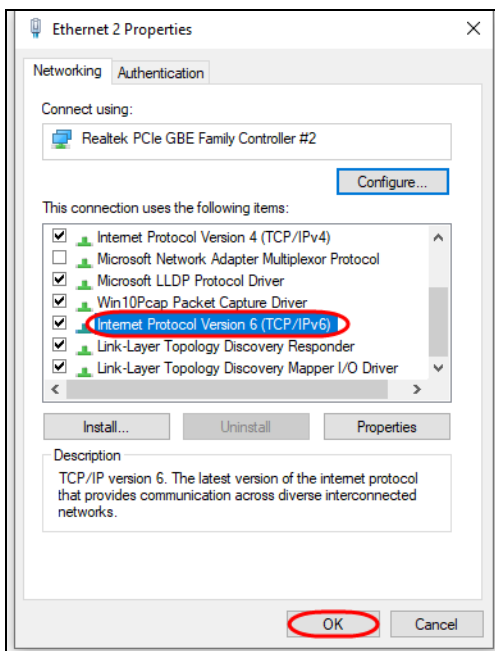 Ethernet 2 Properties
Networking
Authentication
Connect using:
Realtek PCIe GBE Family Controller #2
Configure...
This connection uses the following items:
Internet Protocol Version 4 (TCP/IPv4)
Microsoft Network Adapter Multiplexor Protocol
Microsoft LLDP Protocol Driver
Win10Pcap Packet Capture Driver
Internet Protocol Version 6 (TCP/IPv6)
Link-Layer Topology Discovery Responder
Link-Layer Topology Discovery Mapper I/O Driver
Install...
Uninstall
Properties
Description
TCP/IP version 6. The latest version of the internet protocol
that provides communication across diverse interconnected
networks.
OK
Cancel